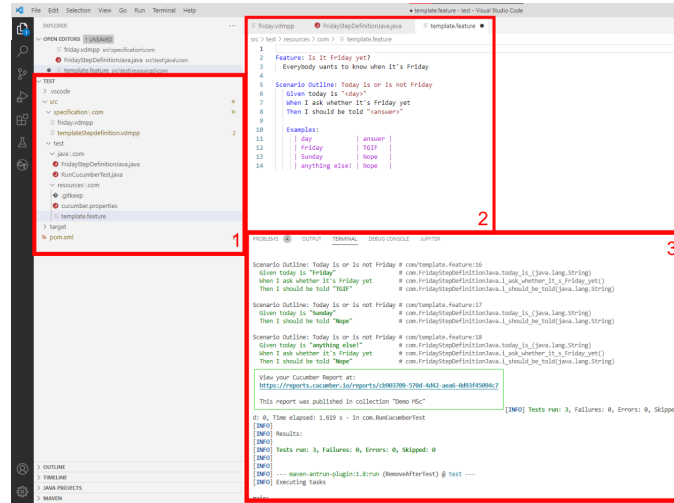 File Edit Selection View Go Run Terminal Help
● template.feature - test - Visual Studio Code
EXPLORER
OPEN EDITORS 1 UNSAVED
friday.vdmpp src\specification\com
FridayStepDefinitionJava.java src\test\java\com
● template.feature src\test\resources\com
TEST
.vscode
src
specification\com
friday.vdmpp
templateStepdefinition.vdmpp 2
test
java\com
FridayStepDefinitionJava.java
RunCucumberTest.java
resources\com
.gitkeep
cucumber.properties
template.feature
target
pom.xml
1
OUTLINE
TIMELINE
JAVA PROJECTS
MAVEN
friday.vdmpp FridayStepDefinitionJava.java template.feature ●
src > test > resources > com > template.feature
1
2 Feature: Is it Friday yet?
3 Everybody wants to know when it's Friday
4
5 Scenario Outline: Today is or is not Friday
6 Given today is "<day>"
7 When I ask whether it's Friday yet
8 Then I should be told "<answer>"
9
10 Examples:
11 | day | answer |
12 | Friday | TGIF |
13 | Sunday | Nope |
14 | anything else! | Nope |
2
PROBLEMS 4 OUTPUT TERMINAL DEBUG CONSOLE JUPYTER
3
Scenario Outline: Today is or is not Friday # com/template.feature:16
Given today is "Friday" # com.FridayStepDefinitionJava.today_is_(java.lang.String)
When I ask whether it's Friday yet # com.FridayStepDefinitionJava.i_ask_whether_it_s_Friday_yet()
Then I should be told "TGIF" # com.FridayStepDefinitionJava.i_should_be_told(java.lang.String)
Scenario Outline: Today is or is not Friday # com/template.feature:17
Given today is "Sunday" # com.FridayStepDefinitionJava.today_is_(java.lang.String)
When I ask whether it's Friday yet # com.FridayStepDefinitionJava.i_ask_whether_it_s_Friday_yet()
Then I should be told "Nope" # com.FridayStepDefinitionJava.i_should_be_told(java.lang.String)
Scenario Outline: Today is or is not Friday # com/template.feature:18
Given today is "anything else!" # com.FridayStepDefinitionJava.today_is_(java.lang.String)
When I ask whether it's Friday yet # com.FridayStepDefinitionJava.i_ask_whether_it_s_Friday_yet()
Then I should be told "Nope" # com.FridayStepDefinitionJava.i_should_be_told(java.lang.String)
View your Cucumber Report at:
https://reports.cucumber.io/reports/cb903709-570d-4d42-aea6-0d93f45094c7
This report was published in collection "Demo MSc"
[INFO] Tests run: 3, Failures: 0, Errors: 0, Skippe
d: 0, Time elapsed: 1.619 s - in com.RunCucumberTest
[INFO]
[INFO] Results:
[INFO]
[INFO] Tests run: 3, Failures: 0, Errors: 0, Skipped: 0
[INFO]
[INFO]
[INFO] --- maven-antrun-plugin:1.8:run (RemoveAfterTest) @ test ---
[INFO] Executing tasks